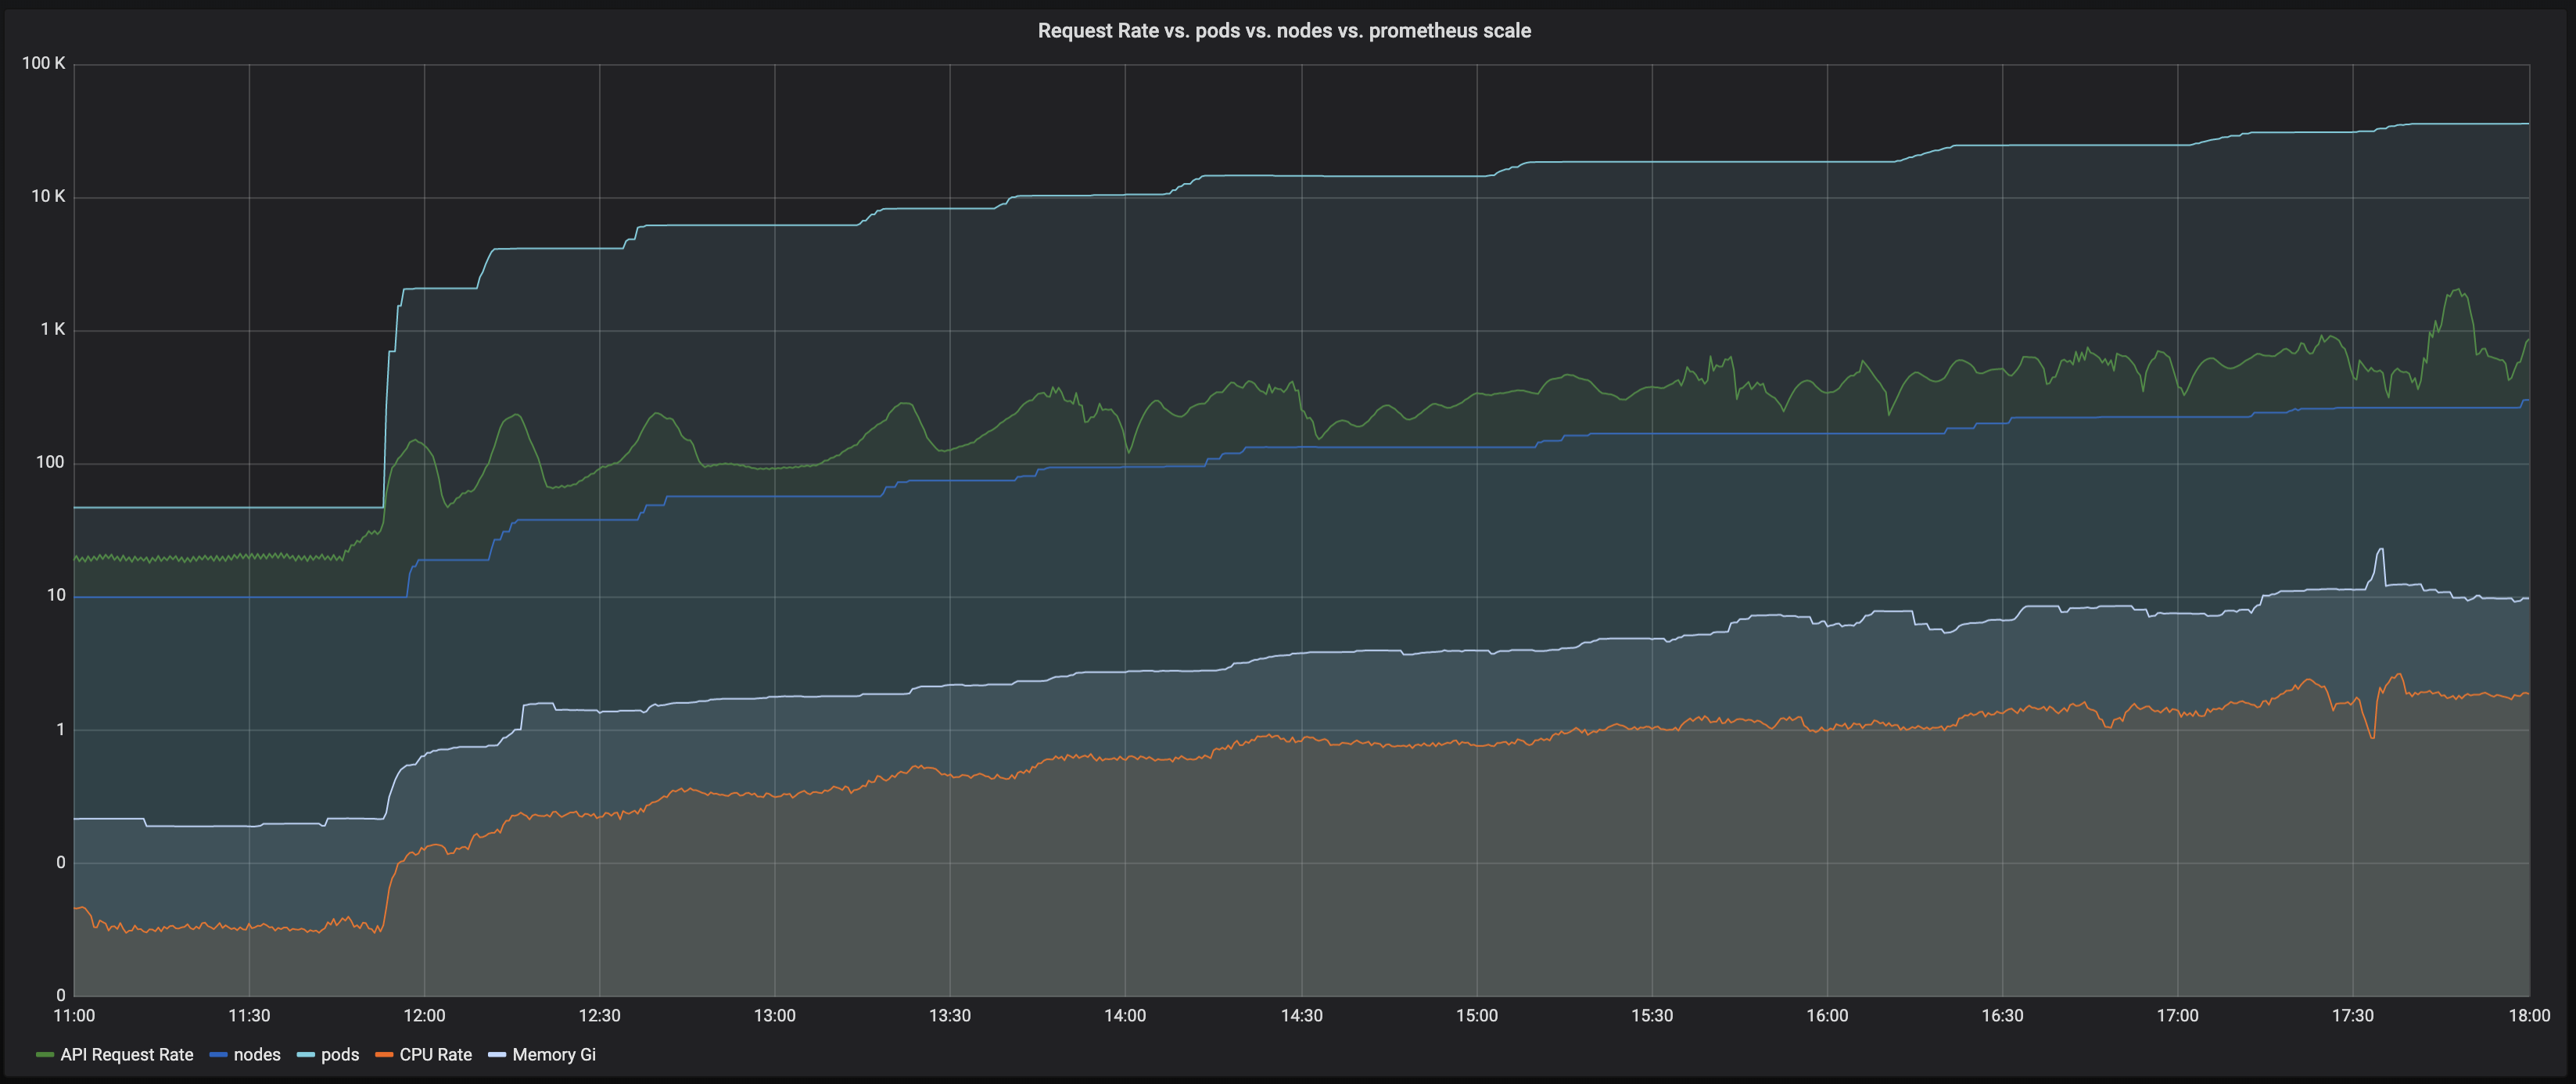 Request Rate vs. pods vs. nodes vs. prometheus scale
100 K
10 K
1 K
100
10
1
0
0
11:00 11:30 12:00 12:30 13:00 13:30 14:00 14:30 15:00 15:30 16:00 16:30 17:00 17:30 18:00
API Request Rate nodes pods CPU Rate Memory Gi